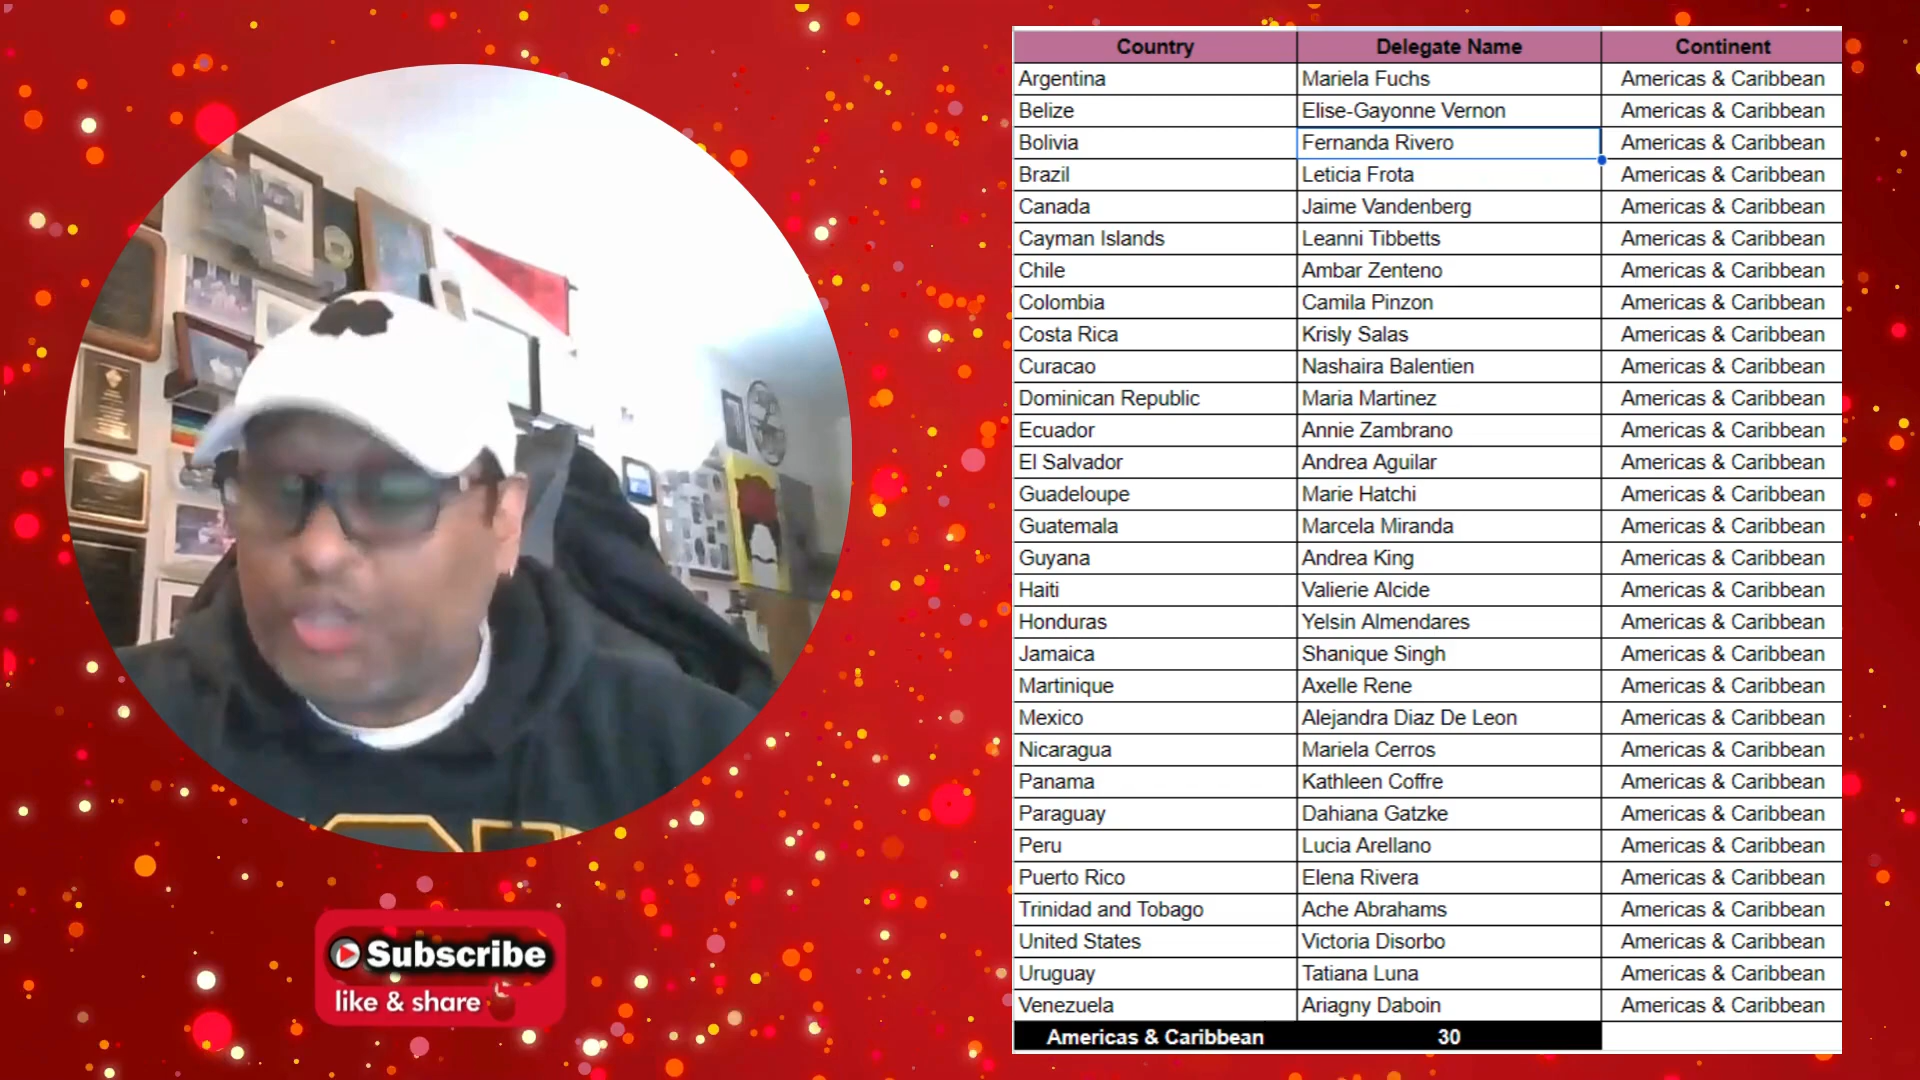 Country Delegate Name Continent
Argentina Mariela Fuchs Americas & Caribbean
Belize Elise-Gayonne Vernon Americas & Caribbean
Bolivia Fernanda Rivero Americas & Caribbean
Brazil Leticia Frota Americas & Caribbean
Canada Jaime Vandenberg Americas & Caribbean
Cayman Islands Leanni Tibbetts Americas & Caribbean
Chile Ambar Zenteno Americas & Caribbean
Colombia Camila Pinzon Americas & Caribbean
Costa Rica Krisly Salas Americas & Caribbean
Curacao Nashaira Balentien Americas & Caribbean
Dominican Republic Maria Martinez Americas & Caribbean
Ecuador Annie Zambrano Americas & Caribbean
El Salvador Andrea Aguilar Americas & Caribbean
Guadeloupe Marie Hatchi Americas & Caribbean
Guatemala Marcela Miranda Americas & Caribbean
Guyana Andrea King Americas & Caribbean
Haiti Valierie Alcide Americas & Caribbean
Honduras Yelsin Almendares Americas & Caribbean
Jamaica Shanique Singh Americas & Caribbean
Martinique Axelle Rene Americas & Caribbean
Mexico Alejandra Diaz De Leon Americas & Caribbean
Nicaragua Mariela Cerros Americas & Caribbean
Panama Kathleen Coffre Americas & Caribbean
Paraguay Dahiana Gatzke Americas & Caribbean
Peru Lucia Arellano Americas & Caribbean
Puerto Rico Elena Rivera Americas & Caribbean
Trinidad and Tobago Ache Abrahams Americas & Caribbean
United States Victoria Disorbo Americas & Caribbean
Uruguay Tatiana Luna Americas & Caribbean
Venezuela Ariagny Daboin Americas & Caribbean
Americas & Caribbean 30
Subscribe
like & share